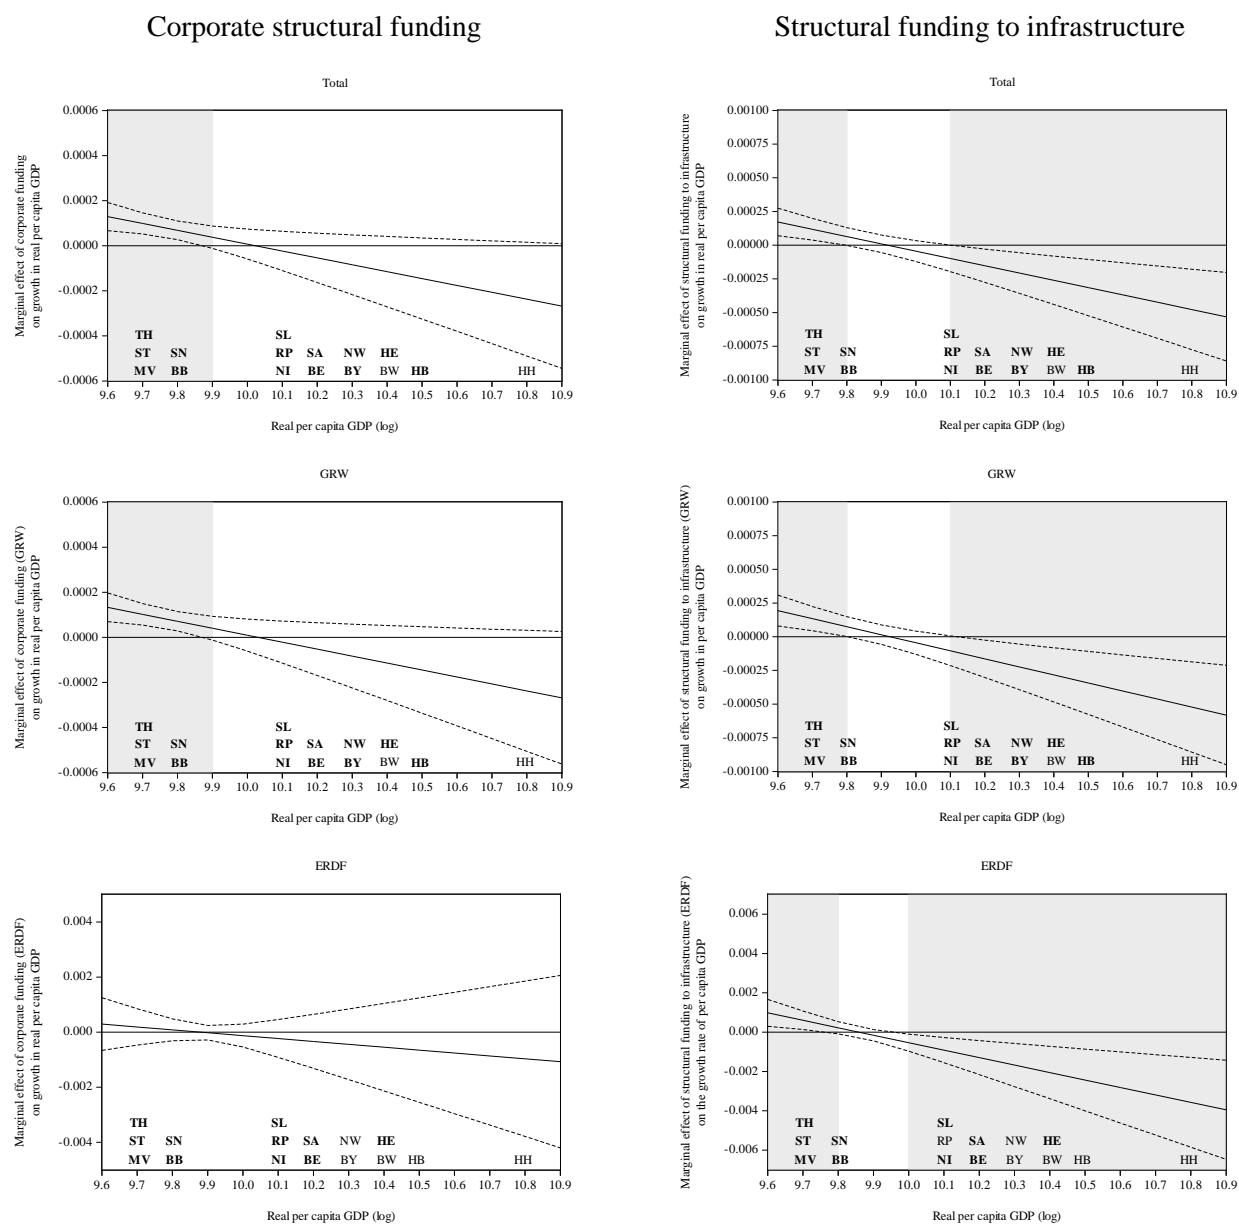 Corporate structural funding
Structural funding to infrastructure
Total
Marginal effect of corporate funding
on growth in real per capita GDP
0.0006
0.0004
0.0002
0.0000
-0.0002
-0.0004
-0.0006
TH SL
ST SN RP SA NW HE
MV BB NI BE BY BW HB HH
9.6 9.7 9.8 9.9 10.0 10.1 10.2 10.3 10.4 10.5 10.6 10.7 10.8 10.9
Real per capita GDP (log)
Total
Marginal effect of structural funding to infrastructure
on growth in real per capita GDP
0.00100
0.00075
0.00050
0.00025
0.00000
-0.00025
-0.00050
-0.00075
-0.00100
TH SL
ST SN RP SA NW HE
MV BB NI BE BY BW HB HH
9.6 9.7 9.8 9.9 10.0 10.1 10.2 10.3 10.4 10.5 10.6 10.7 10.8 10.9
Real per capita GDP (log)
GRW
Marginal effect of corporate funding (GRW)
on growth in real per capita GDP
0.0006
0.0004
0.0002
0.0000
-0.0002
-0.0004
-0.0006
TH SL
ST SN RP SA NW HE
MV BB NI BE BY BW HB HH
9.6 9.7 9.8 9.9 10.0 10.1 10.2 10.3 10.4 10.5 10.6 10.7 10.8 10.9
Real per capita GDP (log)
GRW
Marginal effect of structural funding to infrastructure (GRW)
on growth in per capita GDP
0.00100
0.00075
0.00050
0.00025
0.00000
-0.00025
-0.00050
-0.00075
-0.00100
TH SL
ST SN RP SA NW HE
MV BB NI BE BY BW HB HH
9.6 9.7 9.8 9.9 10.0 10.1 10.2 10.3 10.4 10.5 10.6 10.7 10.8 10.9
Real per capita GDP (log)
ERDF
Marginal effect of corporate funding (ERDF)
on growth in real per capita GDP
0.004
0.002
0.000
-0.002
-0.004
TH SL
ST SN RP SA NW HE
MV BB NI BE BY BW HB HH
9.6 9.7 9.8 9.9 10.0 10.1 10.2 10.3 10.4 10.5 10.6 10.7 10.8 10.9
Real per capita GDP (log)
ERDF
Marginal effect of structural funding to infrastructure (ERDF)
on the growth rate of per capita GDP
0.006
0.004
0.002
0.000
-0.002
-0.004
-0.006
TH SL
ST SN RP SA NW HE
MV BB NI BE BY BW HB HH
9.6 9.7 9.8 9.9 10.0 10.1 10.2 10.3 10.4 10.5 10.6 10.7 10.8 10.9
Real per capita GDP (log)